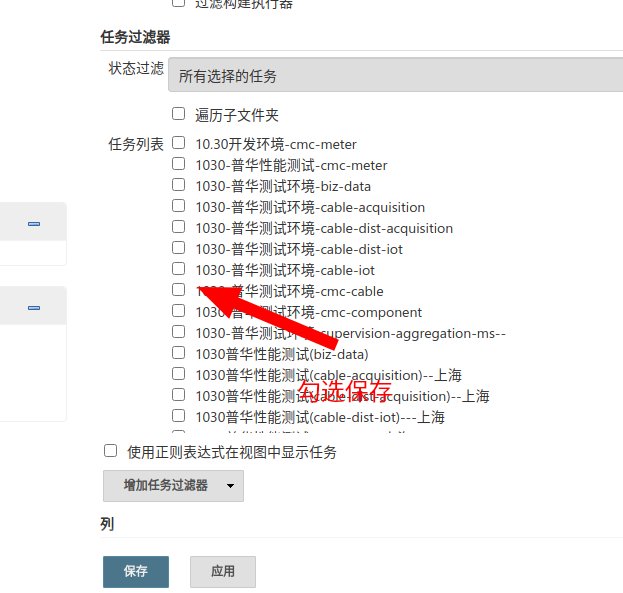 过滤构建执行器
任务过滤器
状态过滤
所有选择的任务
遍历子文件夹
任务列表
10.30开发环境-cmc-meter
1030-普华性能测试-cmc-meter
1030-普华测试环境-biz-data
1030-普华测试环境-cable-acquisition
1030-普华测试环境-cable-dist-acquisition
1030-普华测试环境-cable-dist-iot
1030-普华测试环境-cable-iot
1030-普华测试环境-cmc-cable
1030-普华测试环境-cmc-component
1030-普华测试环境-supervision-aggregation-ms--
1030普华性能测试(biz-data)
1030普华性能测试(cable-acquisition)--上海
勾选保存
1030普华性能测试(cable-dist-acquisition)--上海
1030普华性能测试(cable-dist-iot)---上海
使用正则表达式在视图中显示任务
增加任务过滤器
列
保存
应用